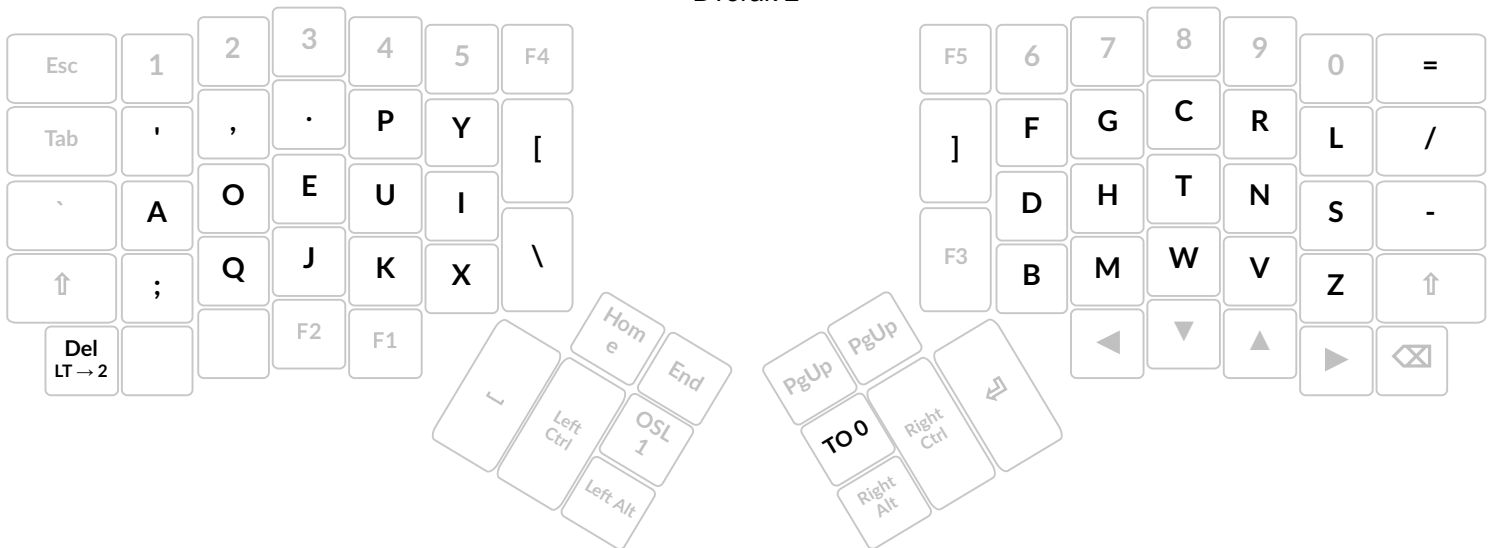 Esc 1 2 3 4 5 F4 F5 6 7 8 9 0 =
Tab ' , . P Y [ ] F G C R L /
` A O E U I D H T N S -
⇧ ; Q J K X \ F3 B M W V Z ⇧
Del F2 F1 ◀ ▼ ▲ ▶ ⌫
LT → 2
Hom
e
End
Left
Ctrl
OSL
1
Left Alt
PgUp PgUp
TO 0
Right
Ctrl
Right
Alt